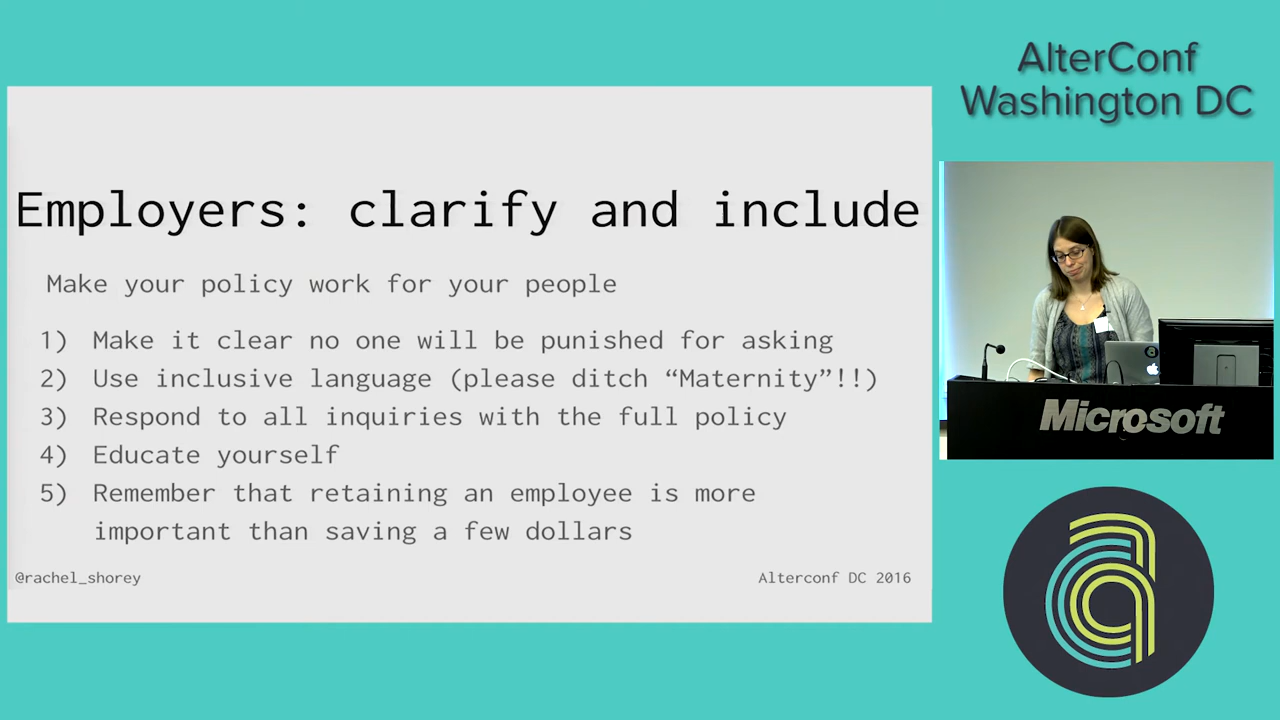 AlterConf
Washington DC
Employers: clarify and include
Make your policy work for your people
1) Make it clear no one will be punished for asking
2) Use inclusive language (please ditch “Maternity”!!)
3) Respond to all inquiries with the full policy
4) Educate yourself
5) Remember that retaining an employee is more
important than saving a few dollars
@rachel_shorey
Alterconf DC 2016
Microsoft